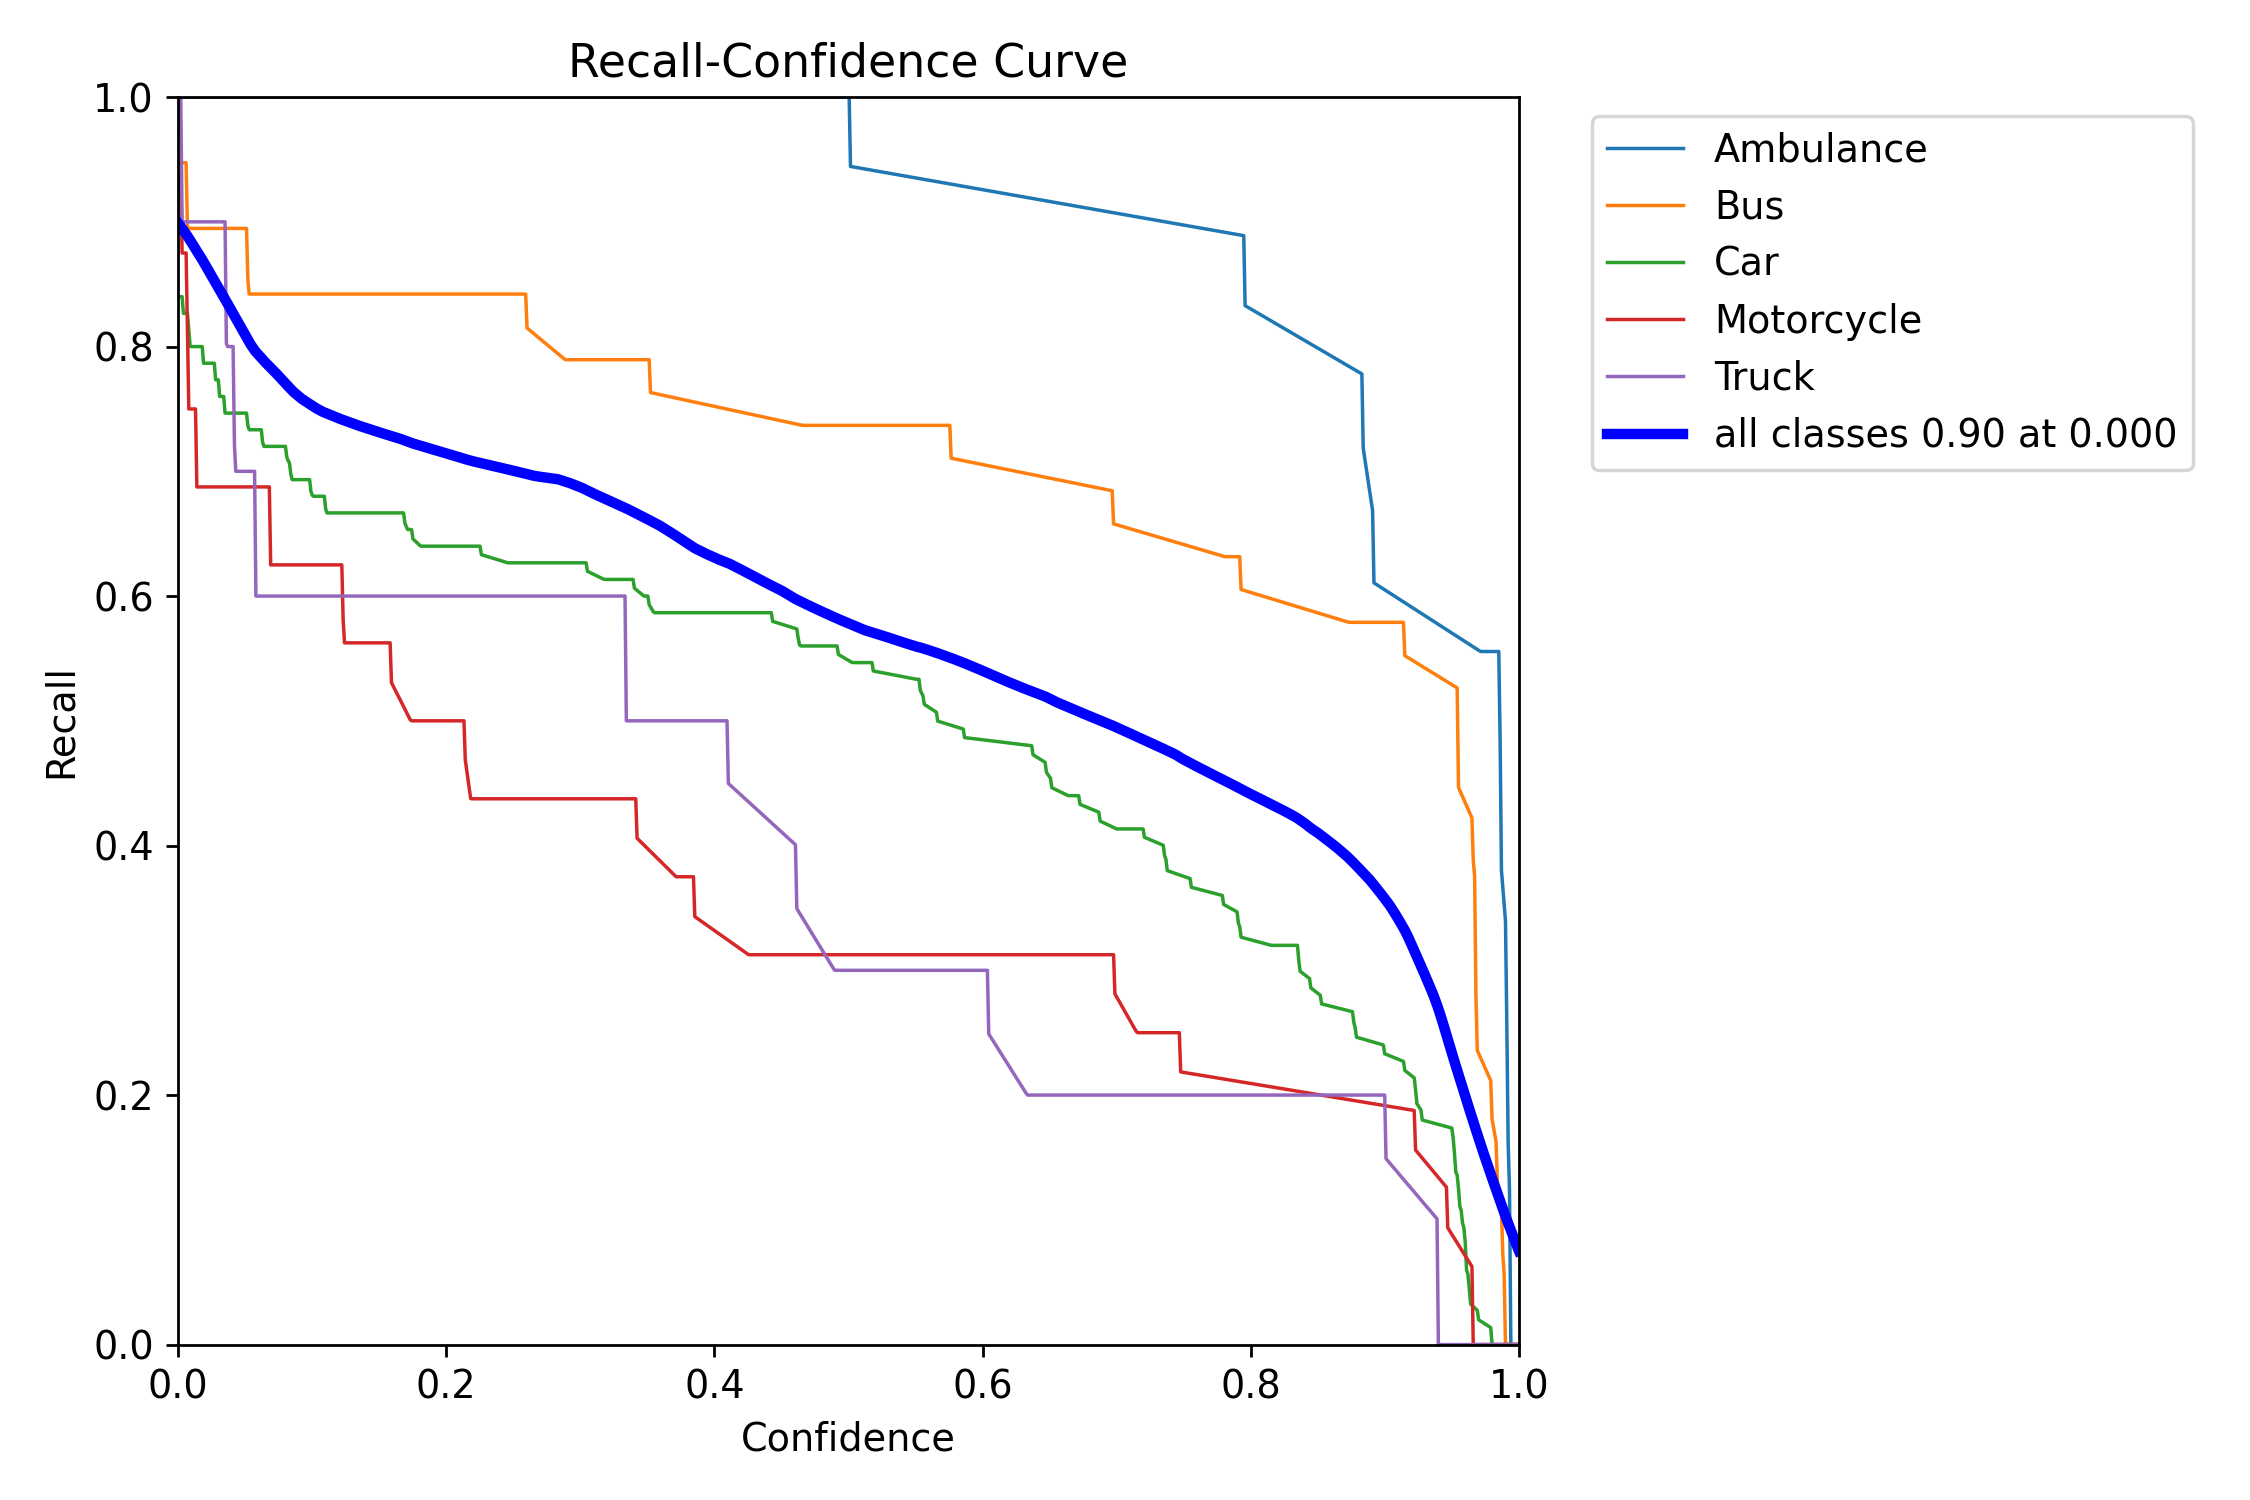 Recall-Confidence Curve
1.0
0.8
0.6
0.4
0.2
0.0
Recall
0.0 0.2 0.4 0.6 0.8 1.0
Confidence
Ambulance
Bus
Car
Motorcycle
Truck
all classes 0.90 at 0.000